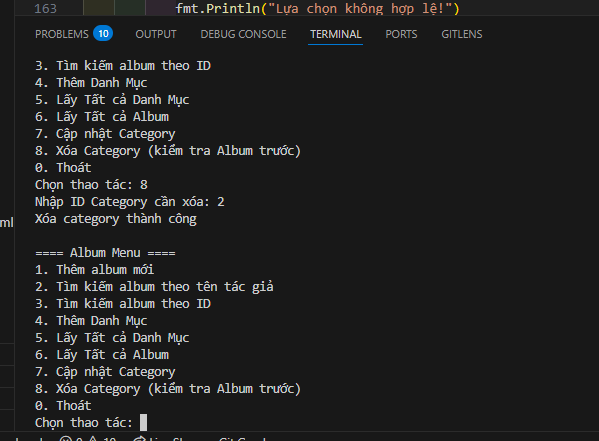 163 fmt.Println("Lựa chọn không hợp lệ!")
PROBLEMS 10 OUTPUT DEBUG CONSOLE TERMINAL PORTS GITLENS
3. Tìm kiếm album theo ID
4. Thêm Danh Mục
5. Lấy Tất cả Danh Mục
6. Lấy Tất cả Album
7. Cập nhật Category
8. Xóa Category (kiểm tra Album trước)
0. Thoát
Chọn thao tác: 8
Nhập ID Category cần xóa: 2
ml
Xóa category thành công
==== Album Menu ====
1. Thêm album mới
2. Tìm kiếm album theo tên tác giả
3. Tìm kiếm album theo ID
4. Thêm Danh Mục
5. Lấy Tất cả Danh Mục
6. Lấy Tất cả Album
7. Cập nhật Category
8. Xóa Category (kiểm tra Album trước)
0. Thoát
Chọn thao tác: